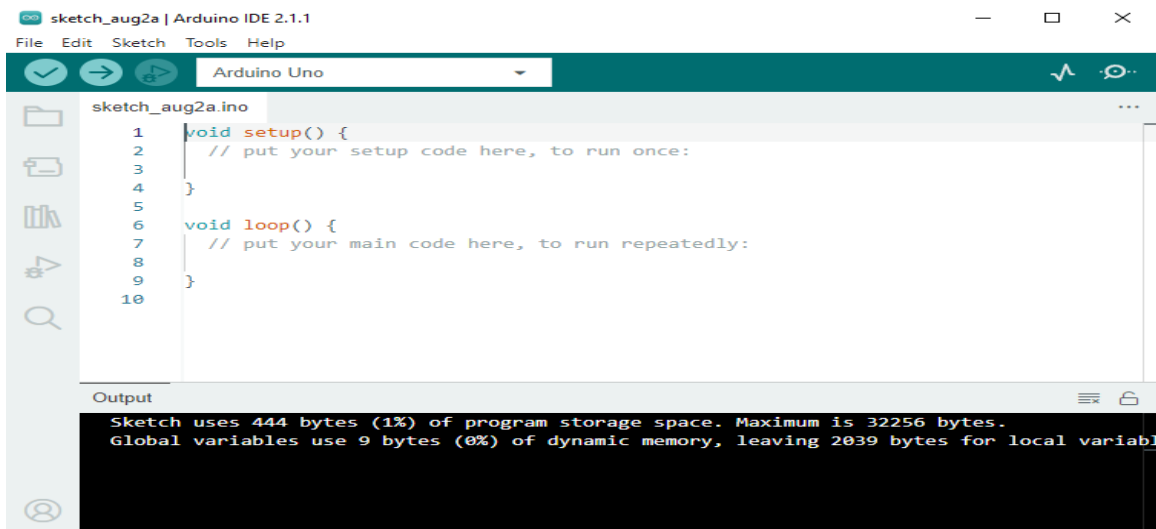 sketch_aug2a | Arduino IDE 2.1.1
File Edit Sketch Tools Help
Arduino Uno
sketch_aug2a.ino
1 void setup() {
2 // put your setup code here, to run once:
3
4 }
5
6 void loop() {
7 // put your main code here, to run repeatedly:
8
9 }
10
Output
Sketch uses 444 bytes (1%) of program storage space. Maximum is 32256 bytes.
Global variables use 9 bytes (0%) of dynamic memory, leaving 2039 bytes for local variabl